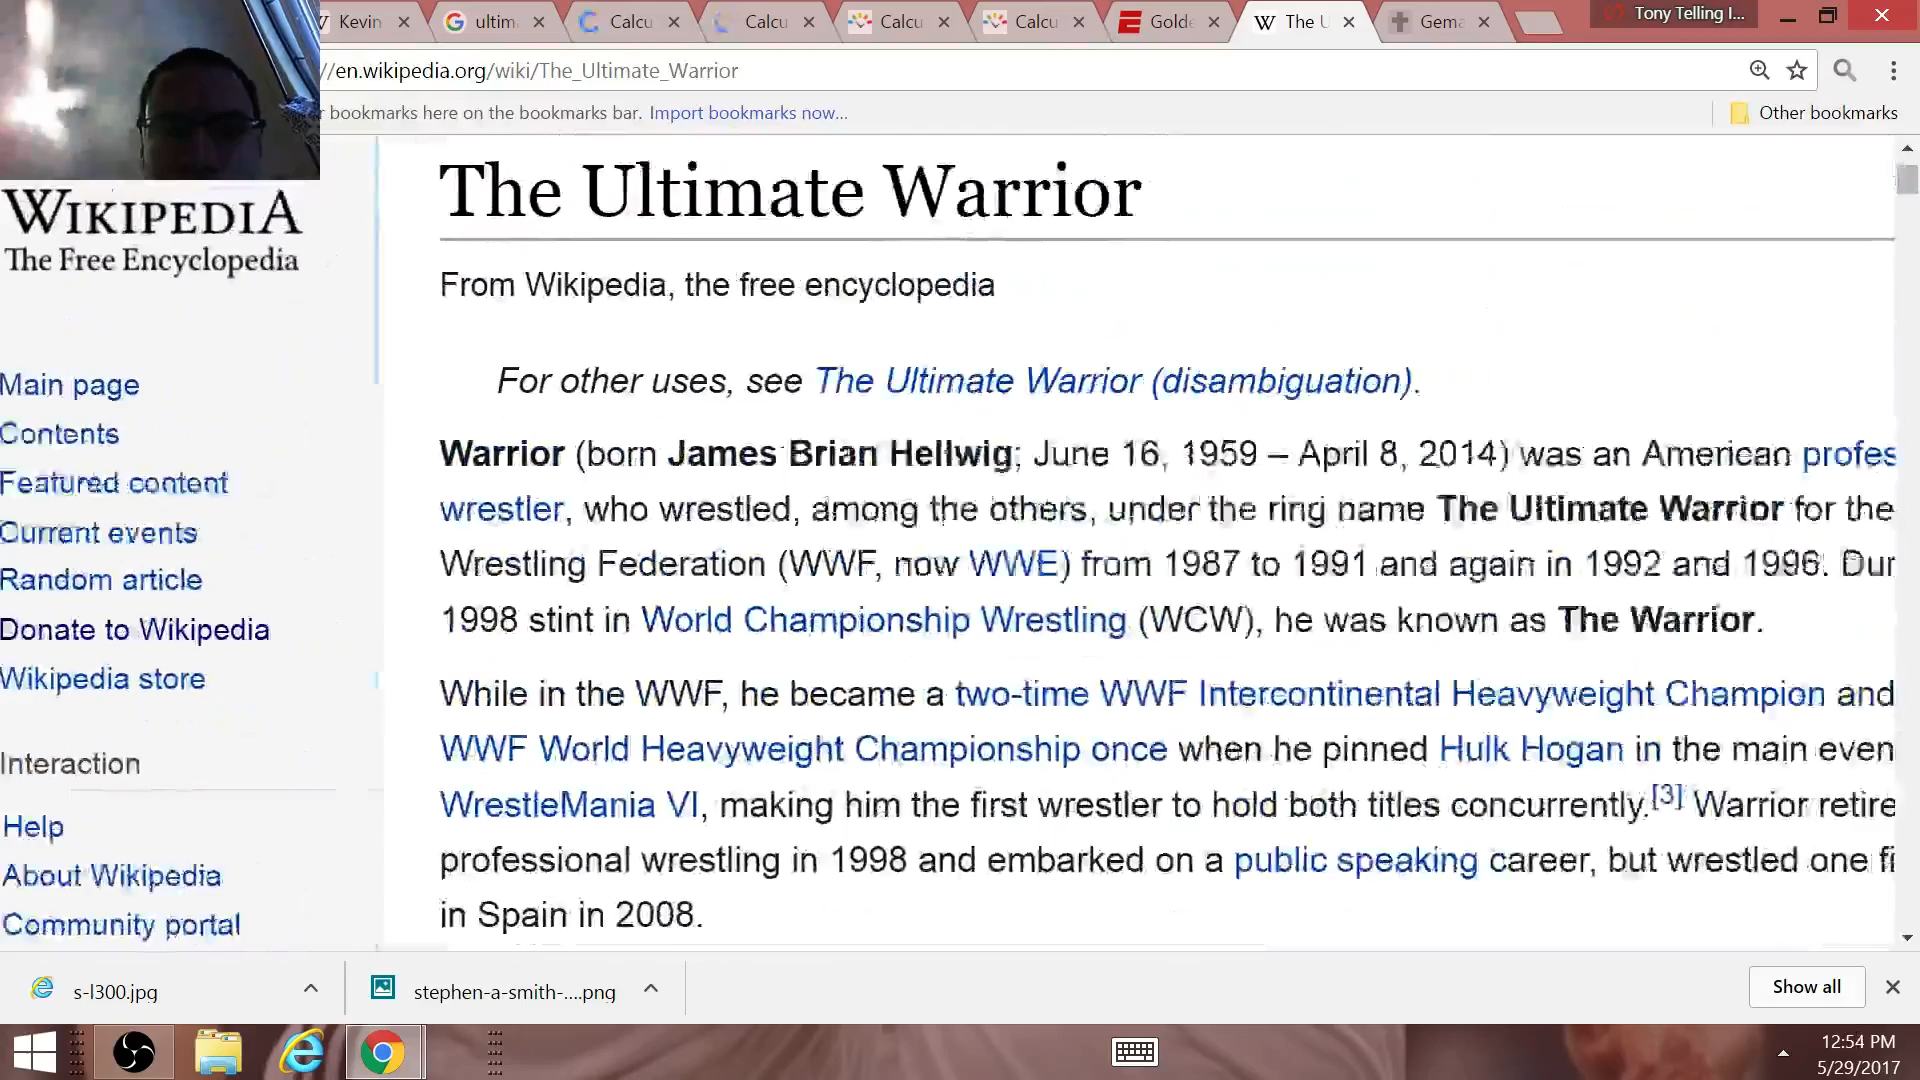 Kevin
ultim
Calcu
Calcu
Calcu
Calcu
Golde
The U
Gema
Tony Telling I...
//en.wikipedia.org/wiki/The_Ultimate_Warrior
r bookmarks here on the bookmarks bar. Import bookmarks now...
Other bookmarks
WIKIPEDIA
The Free Encyclopedia
Main page
Contents
Featured content
Current events
Random article
Donate to Wikipedia
Wikipedia store
Interaction
Help
About Wikipedia
Community portal
The Ultimate Warrior
From Wikipedia, the free encyclopedia
For other uses, see The Ultimate Warrior (disambiguation).
Warrior (born James Brian Hellwig; June 16, 1959 – April 8, 2014) was an American profes
wrestler, who wrestled, among the others, under the ring name The Ultimate Warrior for the
Wrestling Federation (WWF, now WWE) from 1987 to 1991 and again in 1992 and 1996. Dur
1998 stint in World Championship Wrestling (WCW), he was known as The Warrior.
While in the WWF, he became a two-time WWF Intercontinental Heavyweight Champion and
WWF World Heavyweight Championship once when he pinned Hulk Hogan in the main even
WrestleMania VI, making him the first wrestler to hold both titles concurrently.[3] Warrior retire
professional wrestling in 1998 and embarked on a public speaking career, but wrestled one fi
in Spain in 2008.
s-l300.jpg
stephen-a-smith-....png
Show all
12:54 PM
5/29/2017